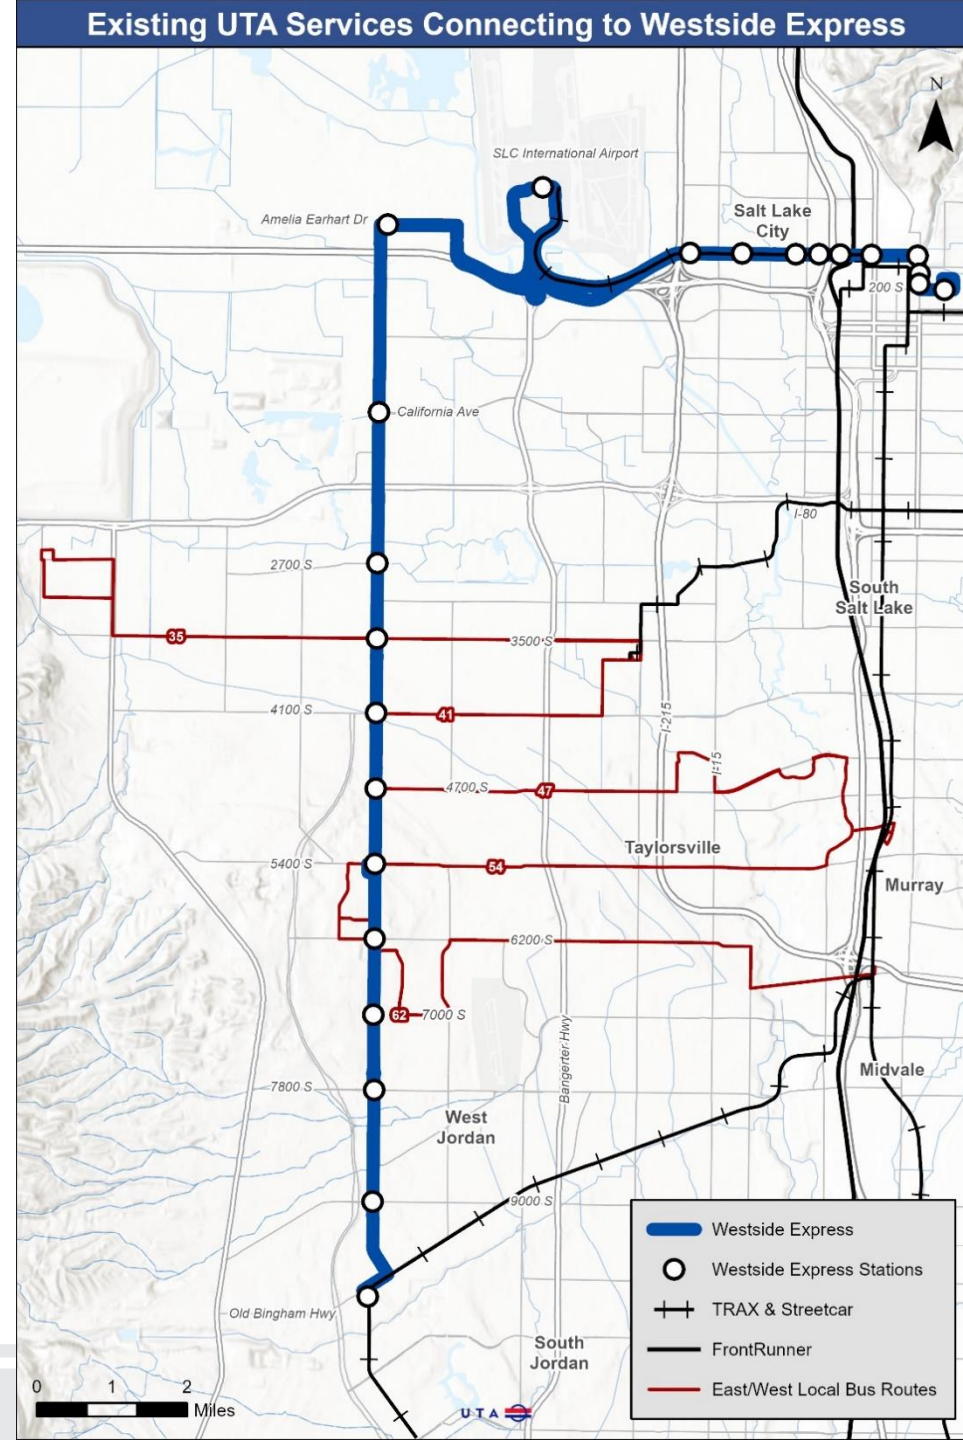 Existing UTA Services Connecting to Westside Express
N
SLC International Airport
Amelia Earhart Dr
Salt Lake
City
200 S
California Ave
I-80
2700 S
South
Salt Lake
35
3500 S
4100 S
41
I-215
I-15
4700 S
47
Taylorsville
5400 S
54
Murray
6200 S
62
7000 S
Bangerter Hwy
Midvale
7800 S
West
Jordan
9000 S
Westside Express
Westside Express Stations
TRAX & Streetcar
FrontRunner
East/West Local Bus Routes
Old Bingham Hwy
South
Jordan
0 1 2
Miles
UTA